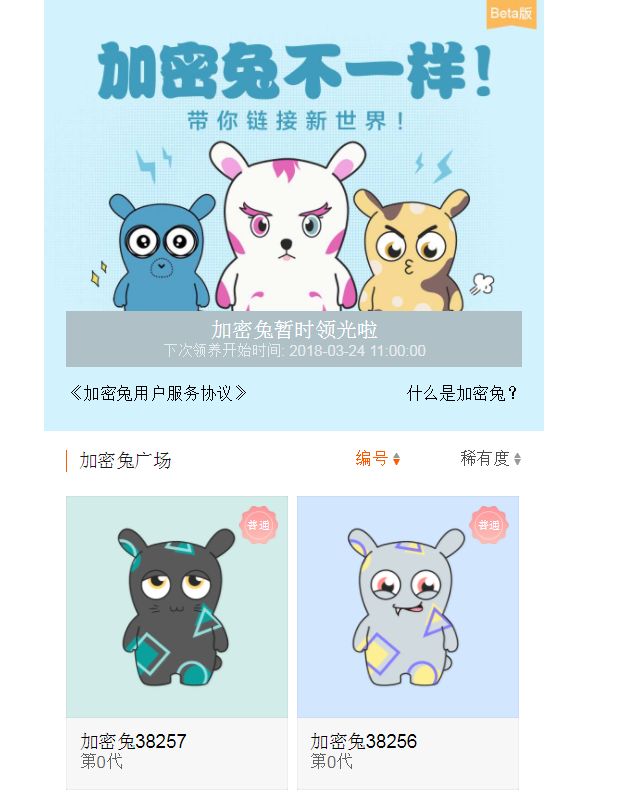 Beta版
加密兔不一样!
带你链接新世界!
加密兔暂时领光啦
下次领养开始时间: 2018-03-24 11:00:00
《加密兔用户服务协议》
什么是加密兔?
加密兔广场
编号
稀有度
普通
普通
加密兔38257
第0代
加密兔38256
第0代